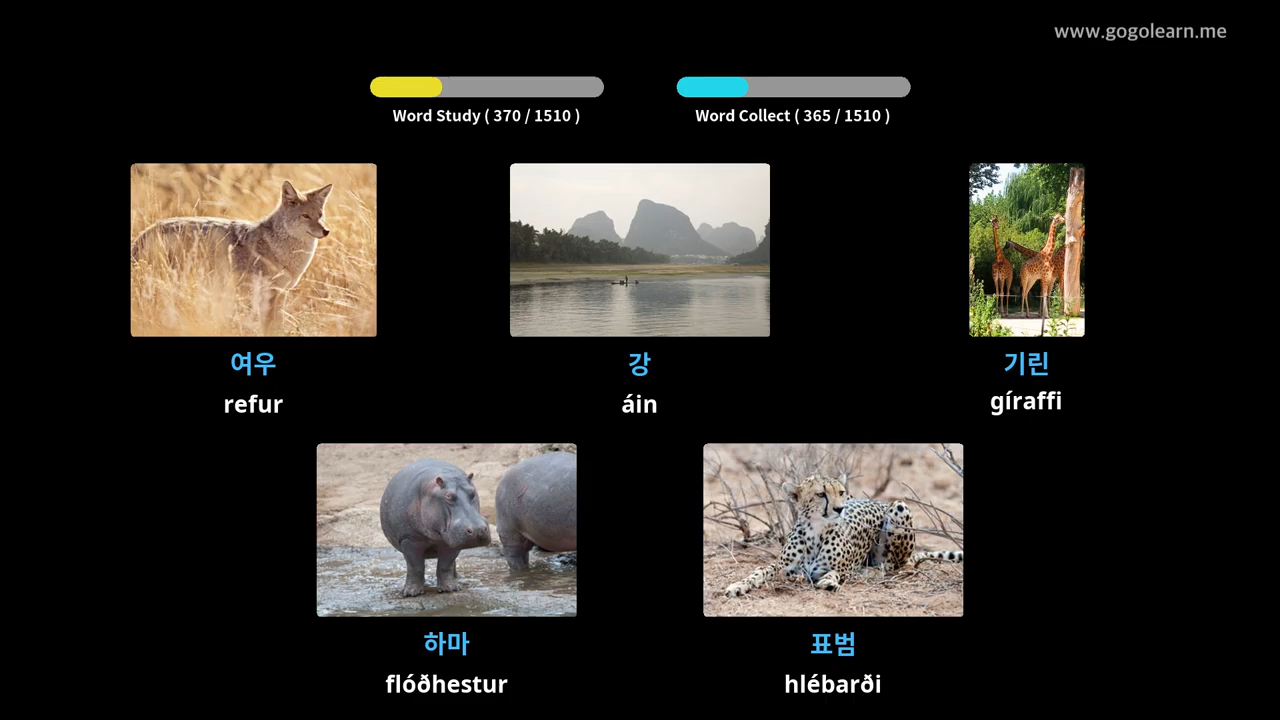 www.gogolearn.me
Word Study ( 370 / 1510 )
Word Collect ( 365 / 1510 )
여우
refur
강
áin
기린
gíraffi
하마
flóðhestur
표범
hlébarði